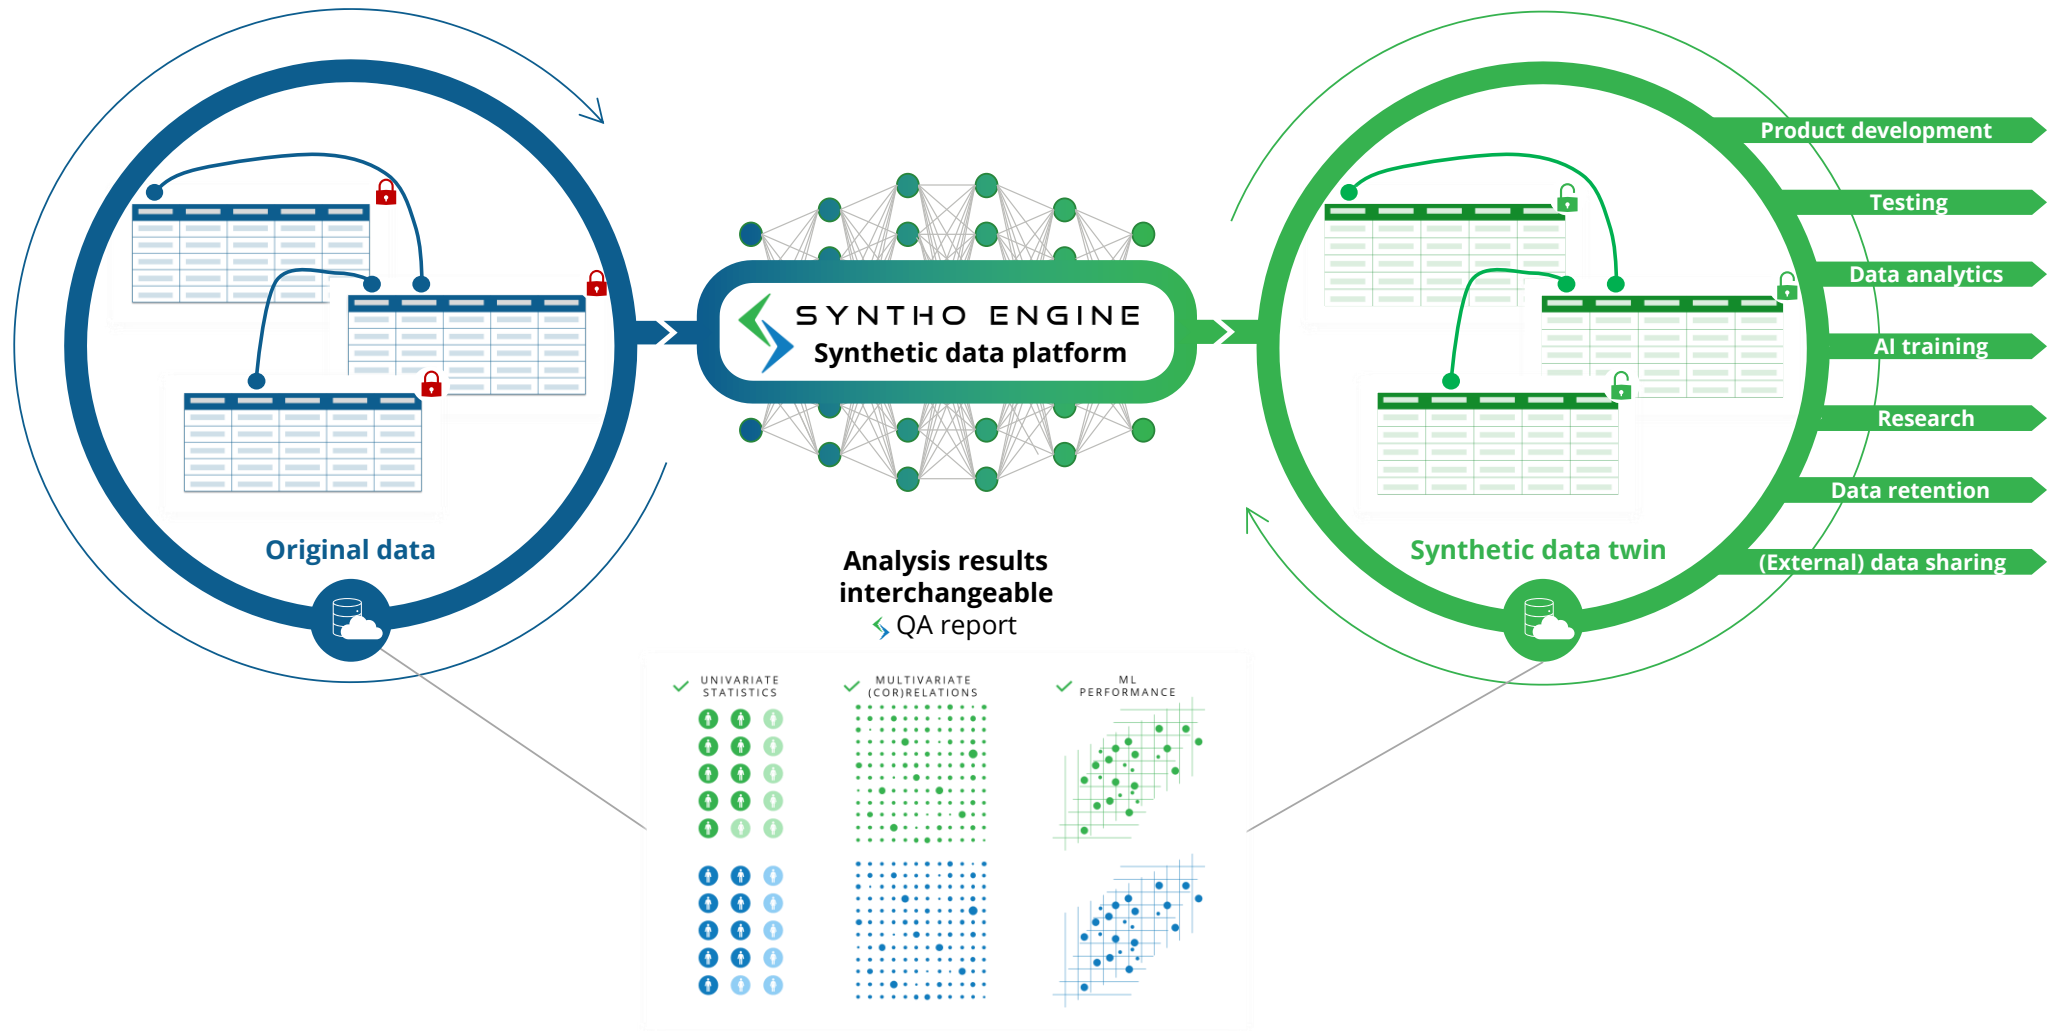 Original data
SYNTHO ENGINE
Synthetic data platform
Synthetic data twin
Product development
Testing
Data analytics
AI training
Research
Data retention
(External) data sharing
Analysis results
interchangeable
QA report
UNIVARIATE
STATISTICS
MULTIVARIATE
(COR)RELATIONS
ML
PERFORMANCE